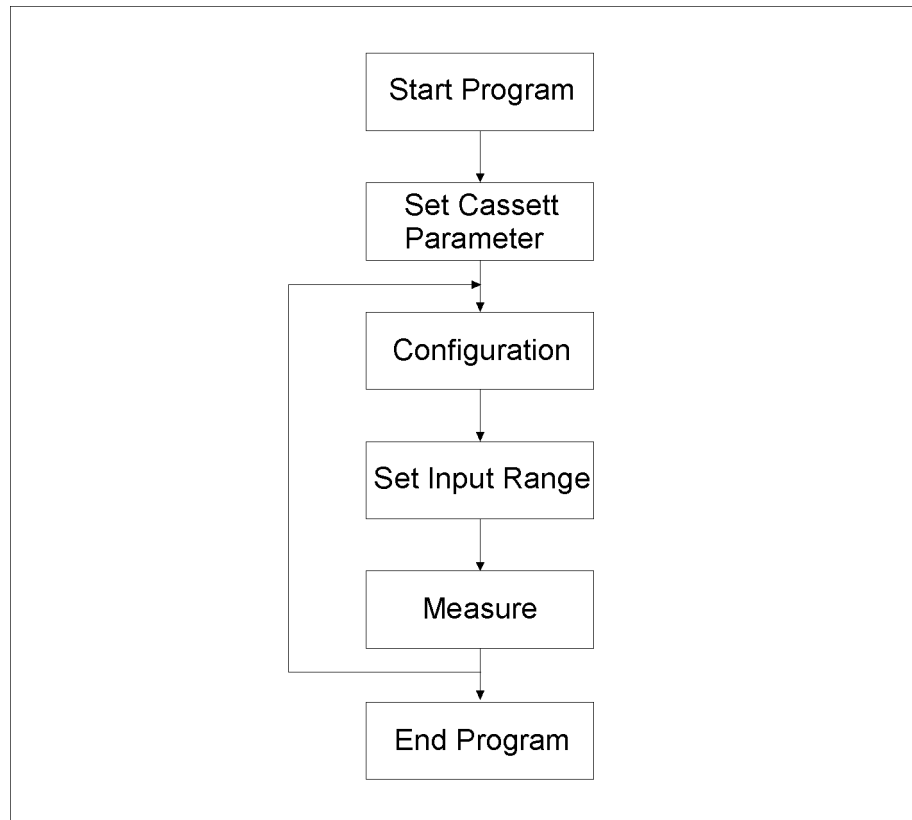 Start Program
Set Cassett
Parameter
Configuration
Set Input Range
Measure
End Program